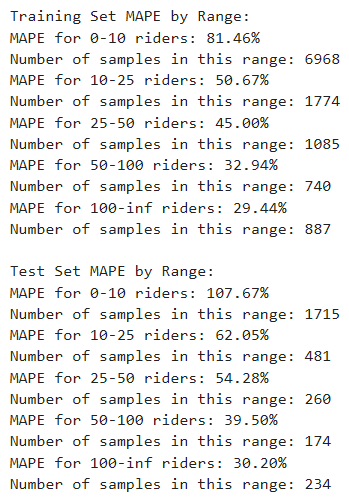 Training Set MAPE by Range:
MAPE for 0-10 riders: 81.46%
Number of samples in this range: 6968
MAPE for 10-25 riders: 50.67%
Number of samples in this range: 1774
MAPE for 25-50 riders: 45.00%
Number of samples in this range: 1085
MAPE for 50-100 riders: 32.94%
Number of samples in this range: 740
MAPE for 100-inf riders: 29.44%
Number of samples in this range: 887

Test Set MAPE by Range:
MAPE for 0-10 riders: 107.67%
Number of samples in this range: 1715
MAPE for 10-25 riders: 62.05%
Number of samples in this range: 481
MAPE for 25-50 riders: 54.28%
Number of samples in this range: 260
MAPE for 50-100 riders: 39.50%
Number of samples in this range: 174
MAPE for 100-inf riders: 30.20%
Number of samples in this range: 234